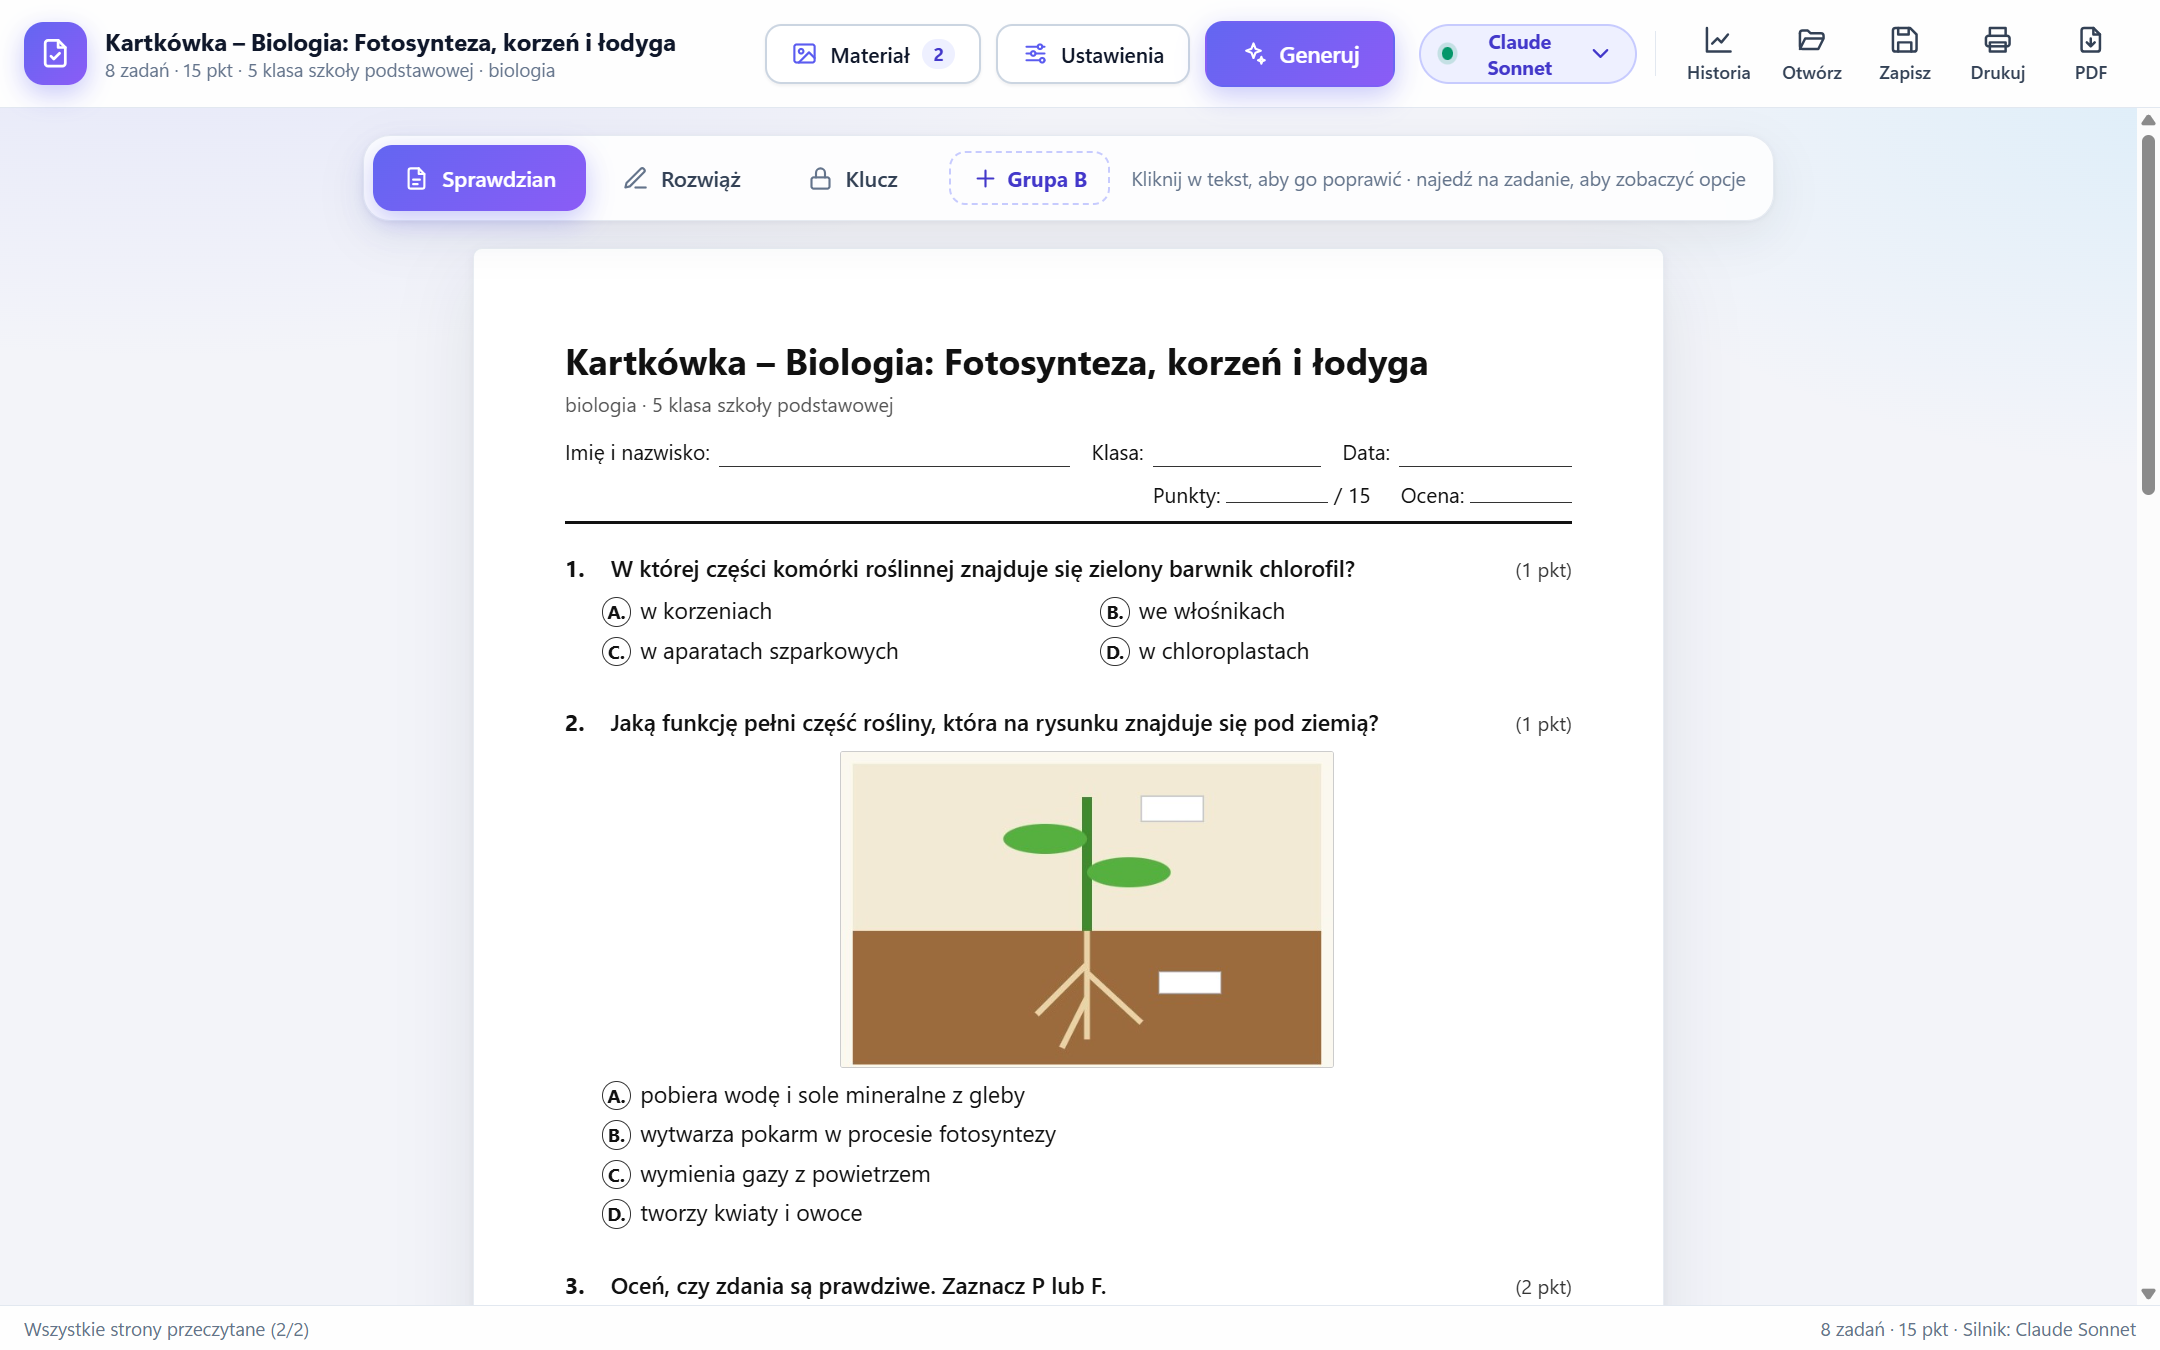 Kartkówka – Biologia: Fotosynteza, korzeń i łodyga
8 zadań · 15 pkt · 5 klasa szkoły podstawowej · biologia
Materiał 2
Ustawienia
Generuj
Claude
Sonnet
Historia
Otwórz
Zapisz
Drukuj
PDF
Sprawdzian
Rozwiąż
Klucz
Grupa B
Kliknij w tekst, aby go poprawić · najedź na zadanie, aby zobaczyć opcje
Kartkówka – Biologia: Fotosynteza, korzeń i łodyga
biologia · 5 klasa szkoły podstawowej
Imię i nazwisko: Klasa: Data:
Punkty: / 15 Ocena:
1. W której części komórki roślinnej znajduje się zielony barwnik chlorofil? (1 pkt)
A. w korzeniach B. we włośnikach
C. w aparatach szparkowych D. w chloroplastach
2. Jaką funkcję pełni część rośliny, która na rysunku znajduje się pod ziemią? (1 pkt)
A. pobiera wodę i sole mineralne z gleby
B. wytwarza pokarm w procesie fotosyntezy
C. wymienia gazy z powietrzem
D. tworzy kwiaty i owoce
3. Oceń, czy zdania są prawdziwe. Zaznacz P lub F. (2 pkt)
Wszystkie strony przeczytane (2/2)
8 zadań · 15 pkt · Silnik: Claude Sonnet